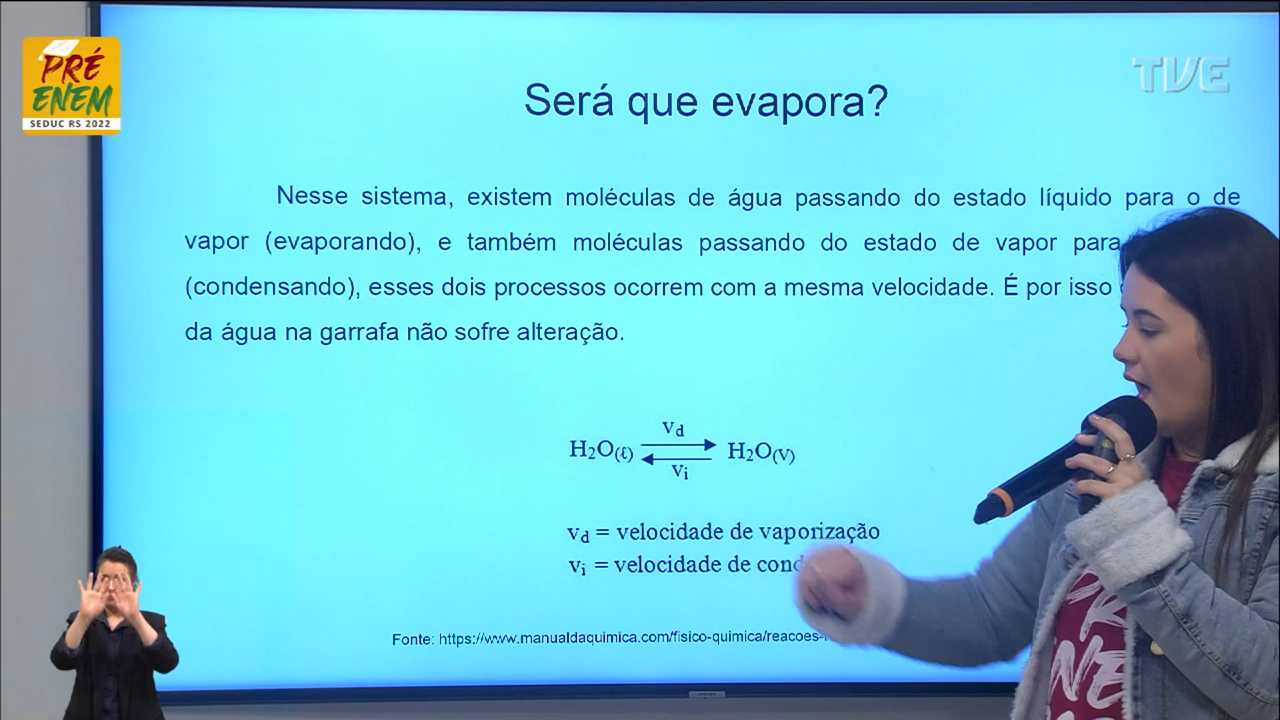 PRÉ
ENEM
SEDUC RS 2022
TVE
Será que evapora?
Nesse sistema, existem moléculas de água passando do estado líquido para o de
vapor (evaporando), e também moléculas passando do estado de vapor para
(condensando), esses dois processos ocorrem com a mesma velocidade. É por isso
da água na garrafa não sofre alteração.
vd
H2O(ℓ) ⇄ H2O(V)
vi
vd = velocidade de vaporização
vi = velocidade de
Fonte: https://www.manualdaquimica.com/fisico-quimica/reacoes-